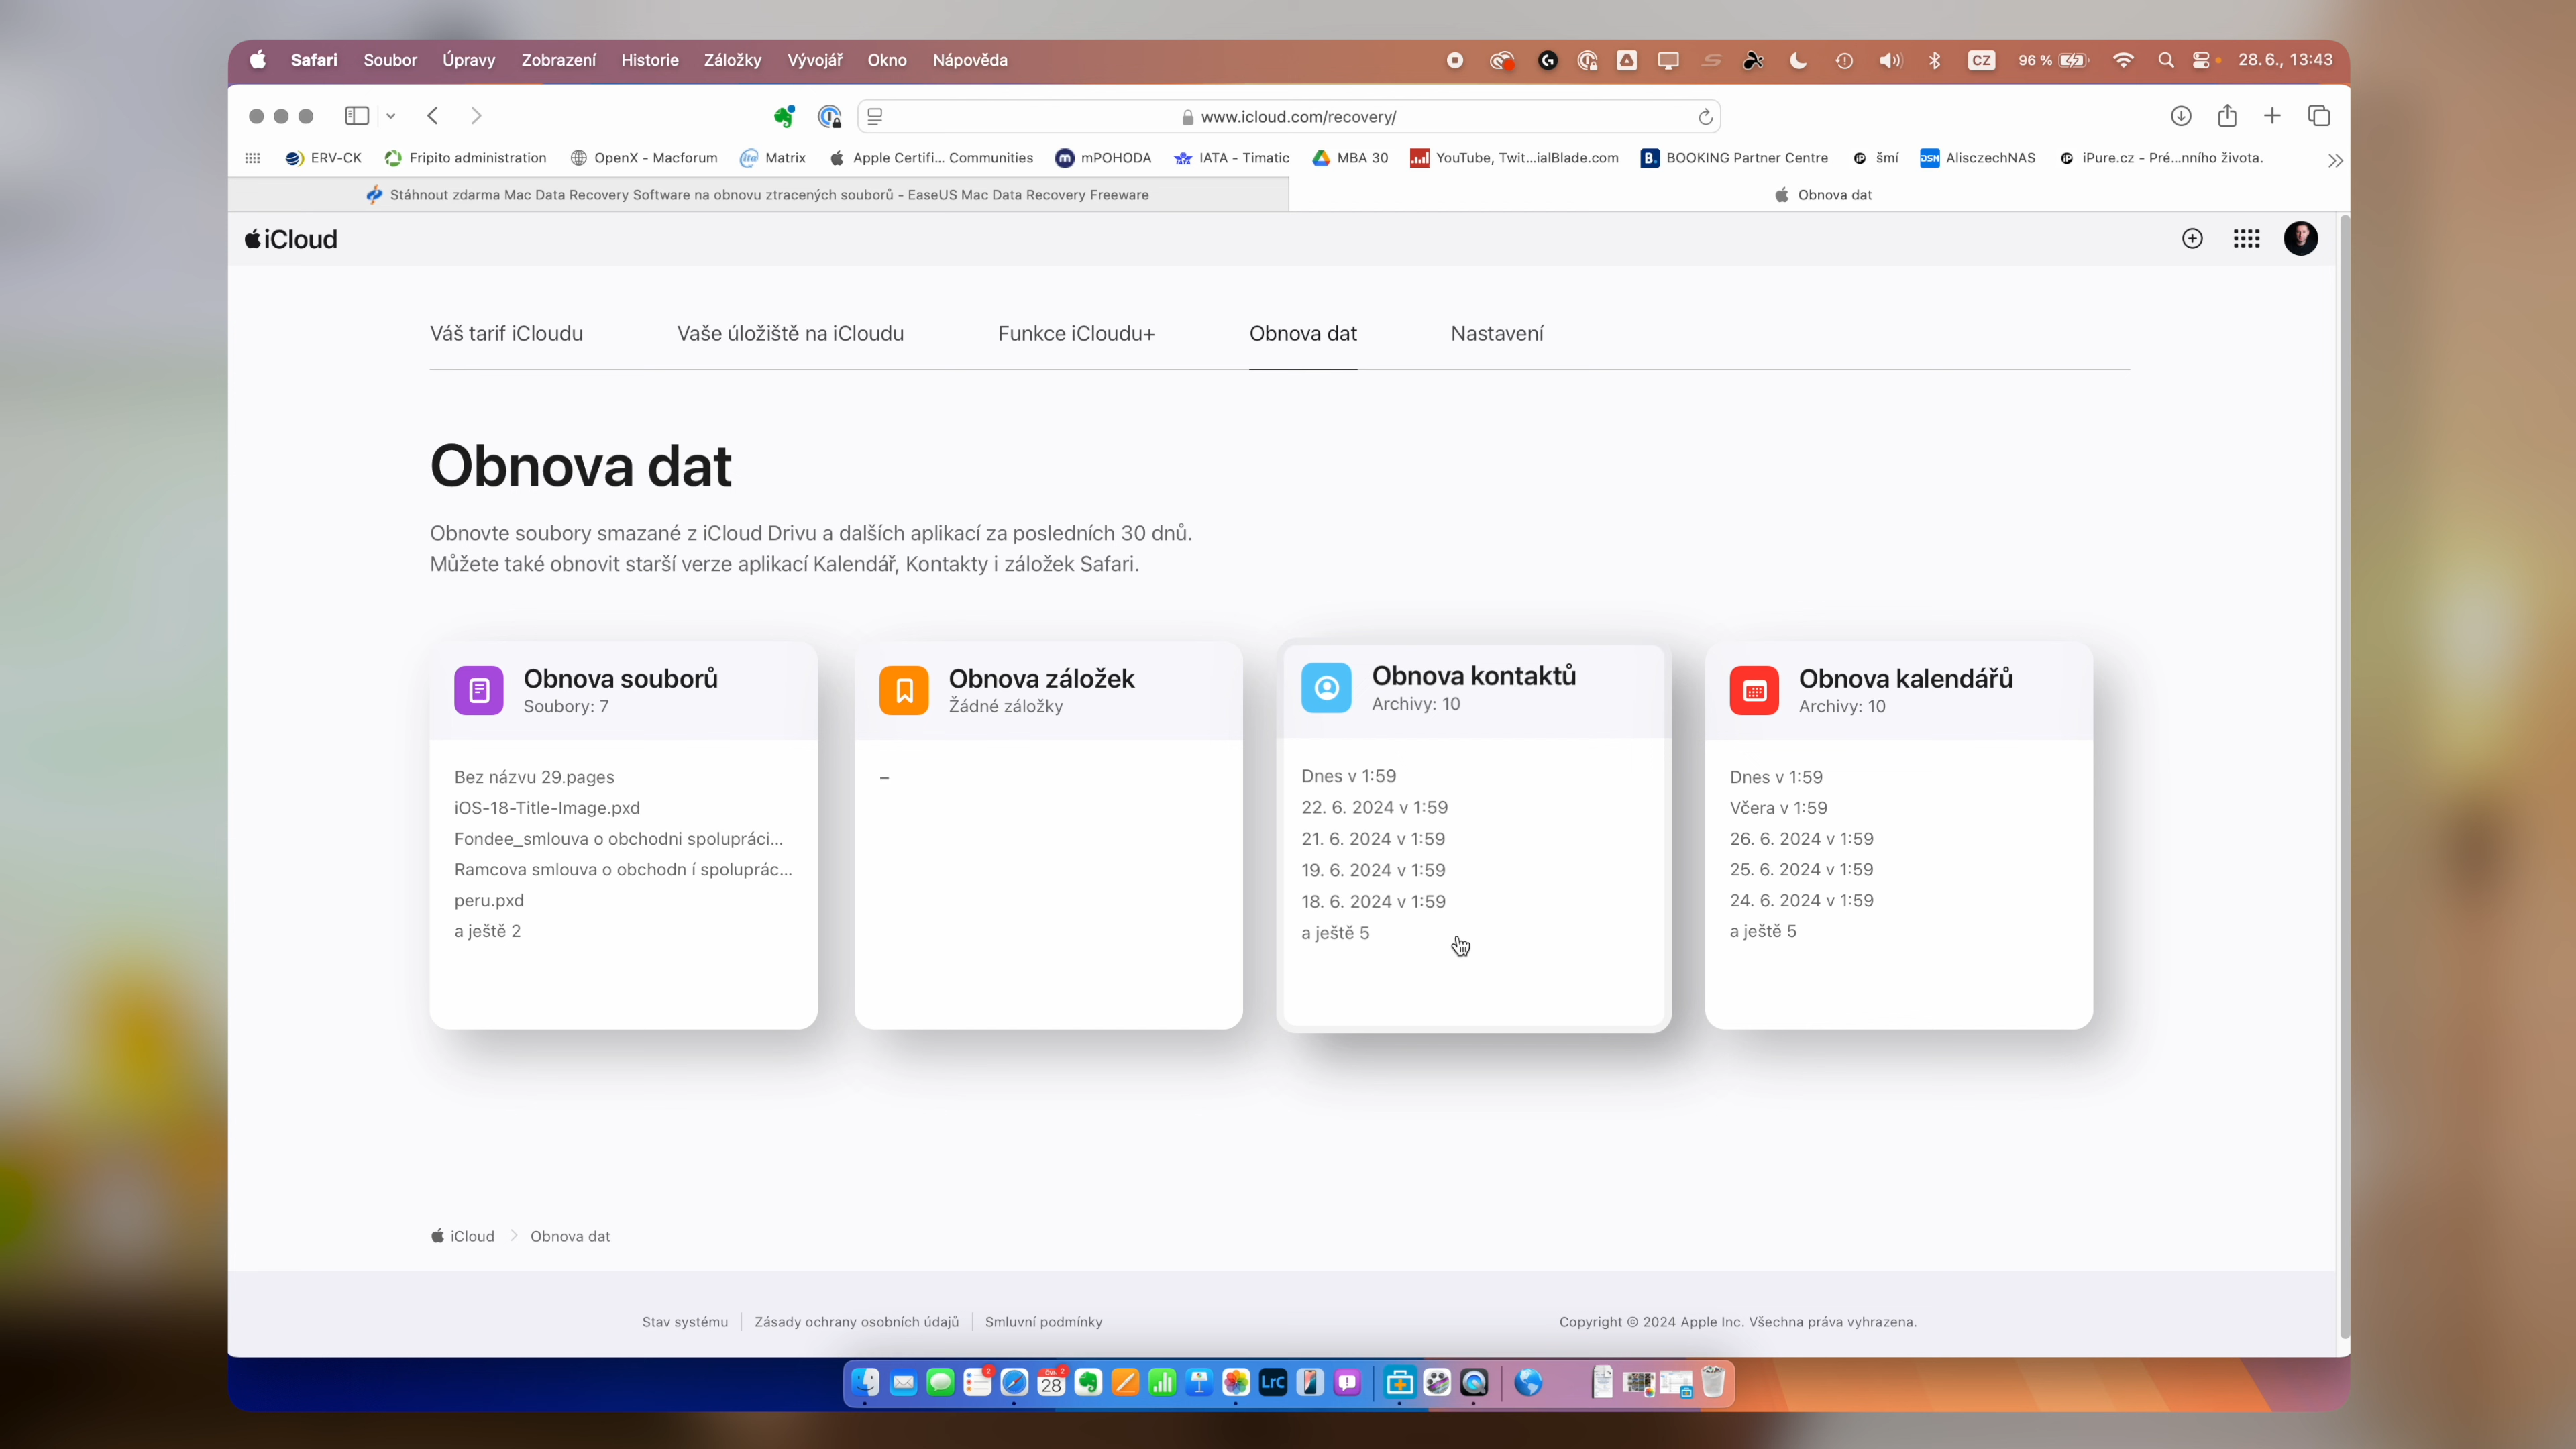 Safari Soubor Úpravy Zobrazení Historie Záložky Vývojář Okno Nápověda
CZ 96 % 28. 6., 13:43
www.icloud.com/recovery/
ERV-CK Fripito administration OpenX - Macforum Matrix Apple Certifi... Communities mPOHODA IATA - Timatic MBA 30 YouTube, Twit...ialBlade.com BOOKING Partner Centre šmí AlisczechNAS iPure.cz - Pré...nního života.
Stáhnout zdarma Mac Data Recovery Software na obnovu ztracených souborů - EaseUS Mac Data Recovery Freeware
Obnova dat
iCloud
Váš tarif iCloudu Vaše úložiště na iCloudu Funkce iCloudu+ Obnova dat Nastavení
Obnova dat
Obnovte soubory smazané z iCloud Drivu a dalších aplikací za posledních 30 dnů.
Můžete také obnovit starší verze aplikací Kalendář, Kontakty i záložek Safari.
Obnova souborů
Soubory: 7
Bez názvu 29.pages
iOS-18-Title-Image.pxd
Fondee_smlouva o obchodni spolupráci...
Ramcova smlouva o obchodn í spoluprác...
peru.pxd
a ještě 2
Obnova záložek
Žádné záložky
–
Obnova kontaktů
Archivy: 10
Dnes v 1:59
22. 6. 2024 v 1:59
21. 6. 2024 v 1:59
19. 6. 2024 v 1:59
18. 6. 2024 v 1:59
a ještě 5
Obnova kalendářů
Archivy: 10
Dnes v 1:59
Včera v 1:59
26. 6. 2024 v 1:59
25. 6. 2024 v 1:59
24. 6. 2024 v 1:59
a ještě 5
iCloud Obnova dat
Stav systému Zásady ochrany osobních údajů Smluvní podmínky
Copyright © 2024 Apple Inc. Všechna práva vyhrazena.
2 28 2 LrC